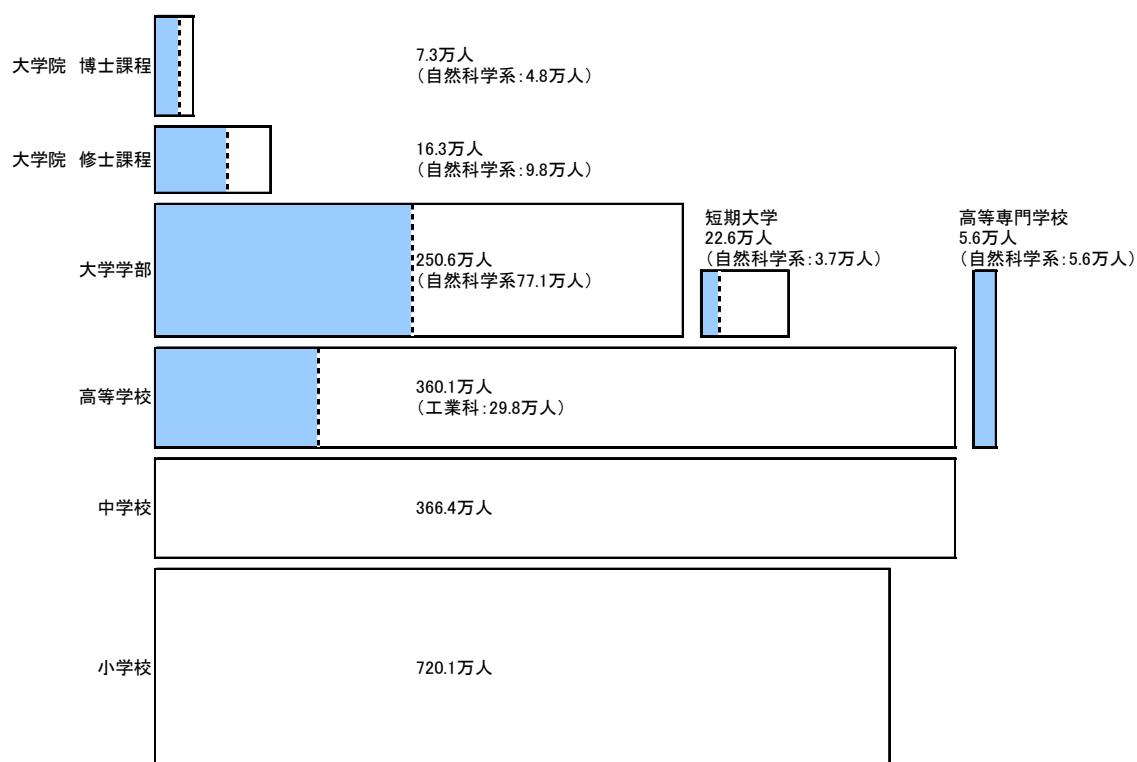 大学院 博士課程
7.3万人
(自然科学系:4.8万人)
大学院 修士課程
16.3万人
(自然科学系:9.8万人)
大学学部
250.6万人
(自然科学系77.1万人)
短期大学
22.6万人
(自然科学系:3.7万人)
高等専門学校
5.6万人
(自然科学系:5.6万人)
高等学校
360.1万人
(工業科:29.8万人)
中学校
366.4万人
小学校
720.1万人